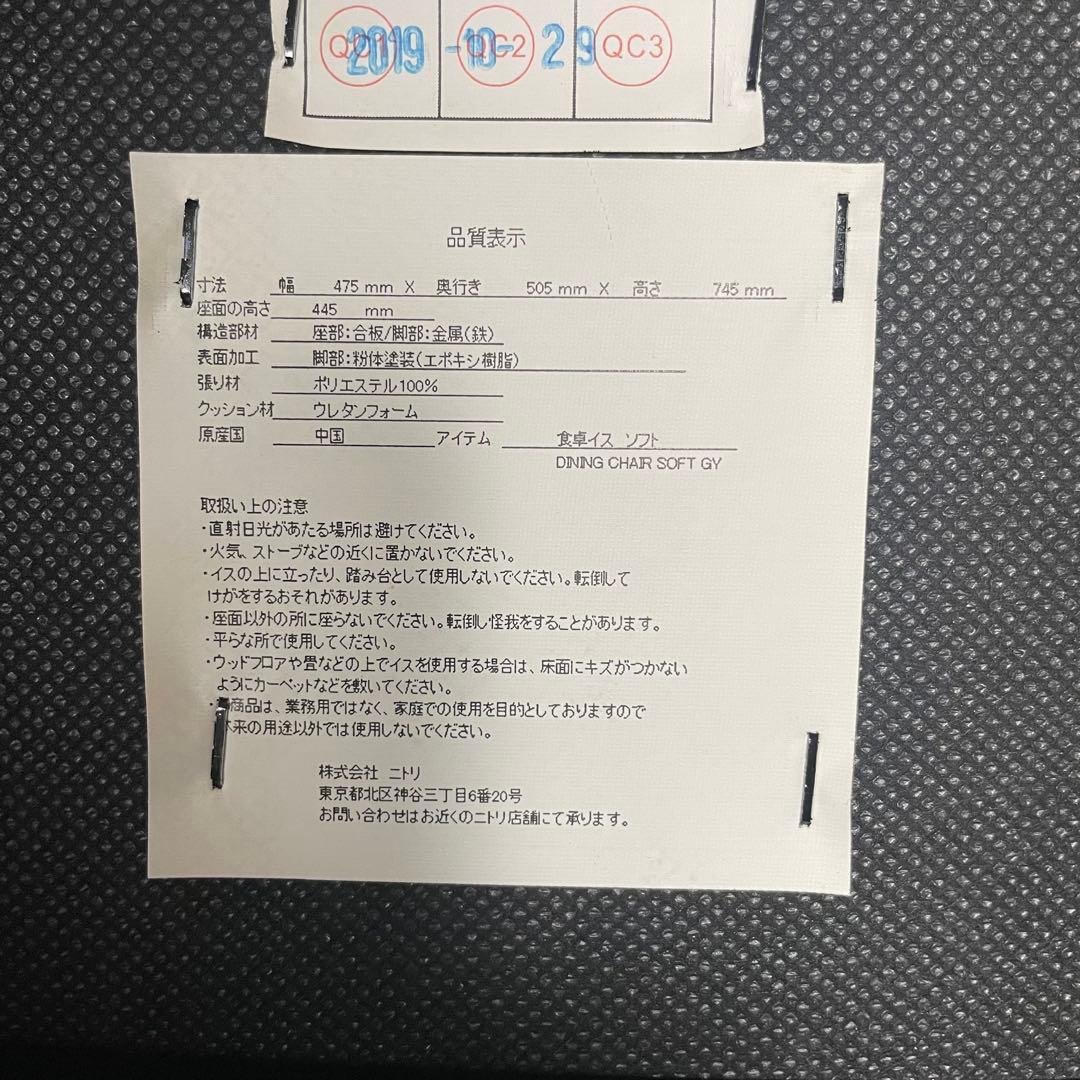 2019-10-29
QC2 QC3
品質表示
寸法 幅 475 mm X 奥行き 505 mm X 高さ 745 mm
座面の高さ 445 mm
構造部材 座部:合板/脚部:金属(鉄)
表面加工 脚部:粉体塗装(エポキシ樹脂)
張り材 ポリエステル100%
クッション材 ウレタンフォーム
原産国 中国 アイテム 食卓イス ソフト
DINING CHAIR SOFT GY
取扱い上の注意
・直射日光があたる場所は避けてください。
・火気、ストーブなどの近くに置かないでください。
・イスの上に立ったり、踏み台として使用しないでください。転倒して
けがをするおそれがあります。
・座面以外の所に座らないでください。転倒し怪我をすることがあります。
・平らな所で使用してください。
・ウッドフロアや畳などの上でイスを使用する場合は、床面にキズがつかない
ようにカーペットなどを敷いてください。
・商品は、業務用ではなく、家庭での使用を目的としておりますので
本来の用途以外では使用しないでください。
株式会社 ニトリ
東京都北区神谷三丁目6番20号
お問い合わせはお近くのニトリ店舗にて承ります。